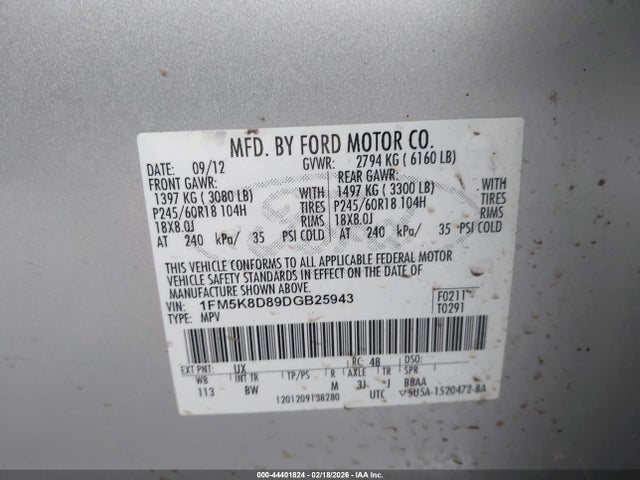 MFD. BY FORD MOTOR CO.
DATE: 09/12 GVWR: 2794 KG ( 6160 LB)
FRONT GAWR: REAR GAWR:
1397 KG ( 3080 LB) WITH 1497 KG ( 3300 LB) WITH
P245/60R18 104H TIRES P245/60R18 104H TIRES
18X8.0J RIMS 18X8.0J RIMS
AT 240 kPa/ 35 PSI COLD AT 240 kPa/ 35 PSI COLD
THIS VEHICLE CONFORMS TO ALL APPLICABLE FEDERAL MOTOR
VEHICLE SAFETY STANDARDS IN EFFECT ON THE DATE OF
MANUFACTURE SHOWN ABOVE.
VIN: 1FM5K8D89DGB25943 F0211
TYPE: MPV T0291
EXT PNT: UX RC: 48 DSO:
WB INT TR TP/PS R AXLE TR SPR
113 BW M 3J J BBAA
1201209138280 UTC 5U5A-1520472-BA
000-44401824 | 02/18/2026 - IAA Corp.